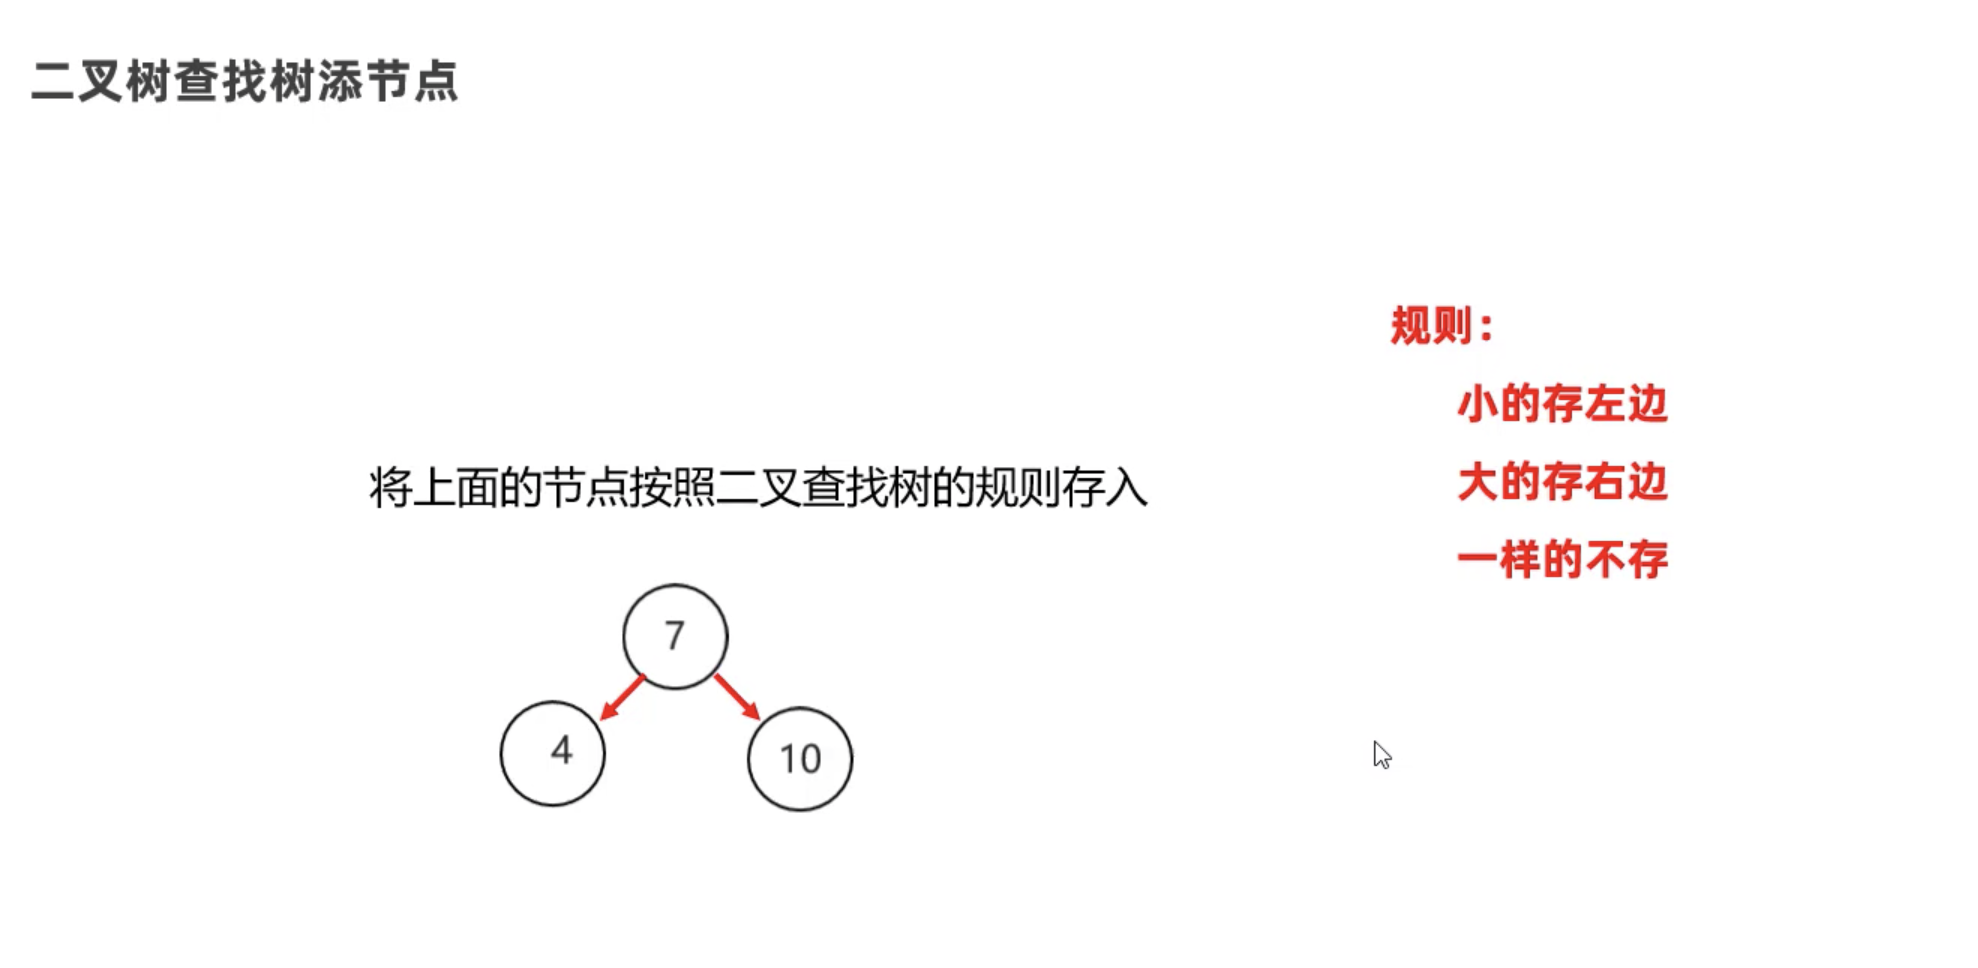 二叉树查找树添节点
规则：
小的存左边
大的存右边
一样的不存
将上面的节点按照二叉查找树的规则存入
7
4
10